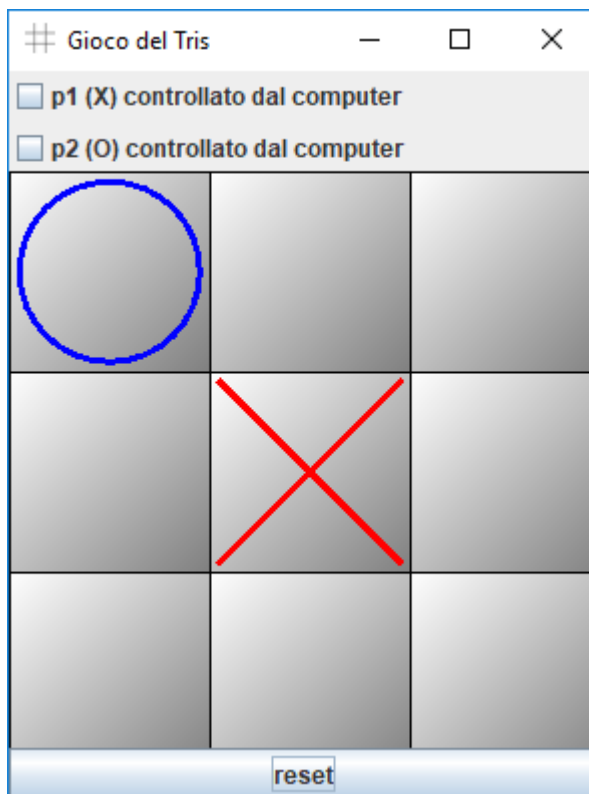 Gioco del Tris
p1 (X) controllato dal computer
p2 (O) controllato dal computer
reset